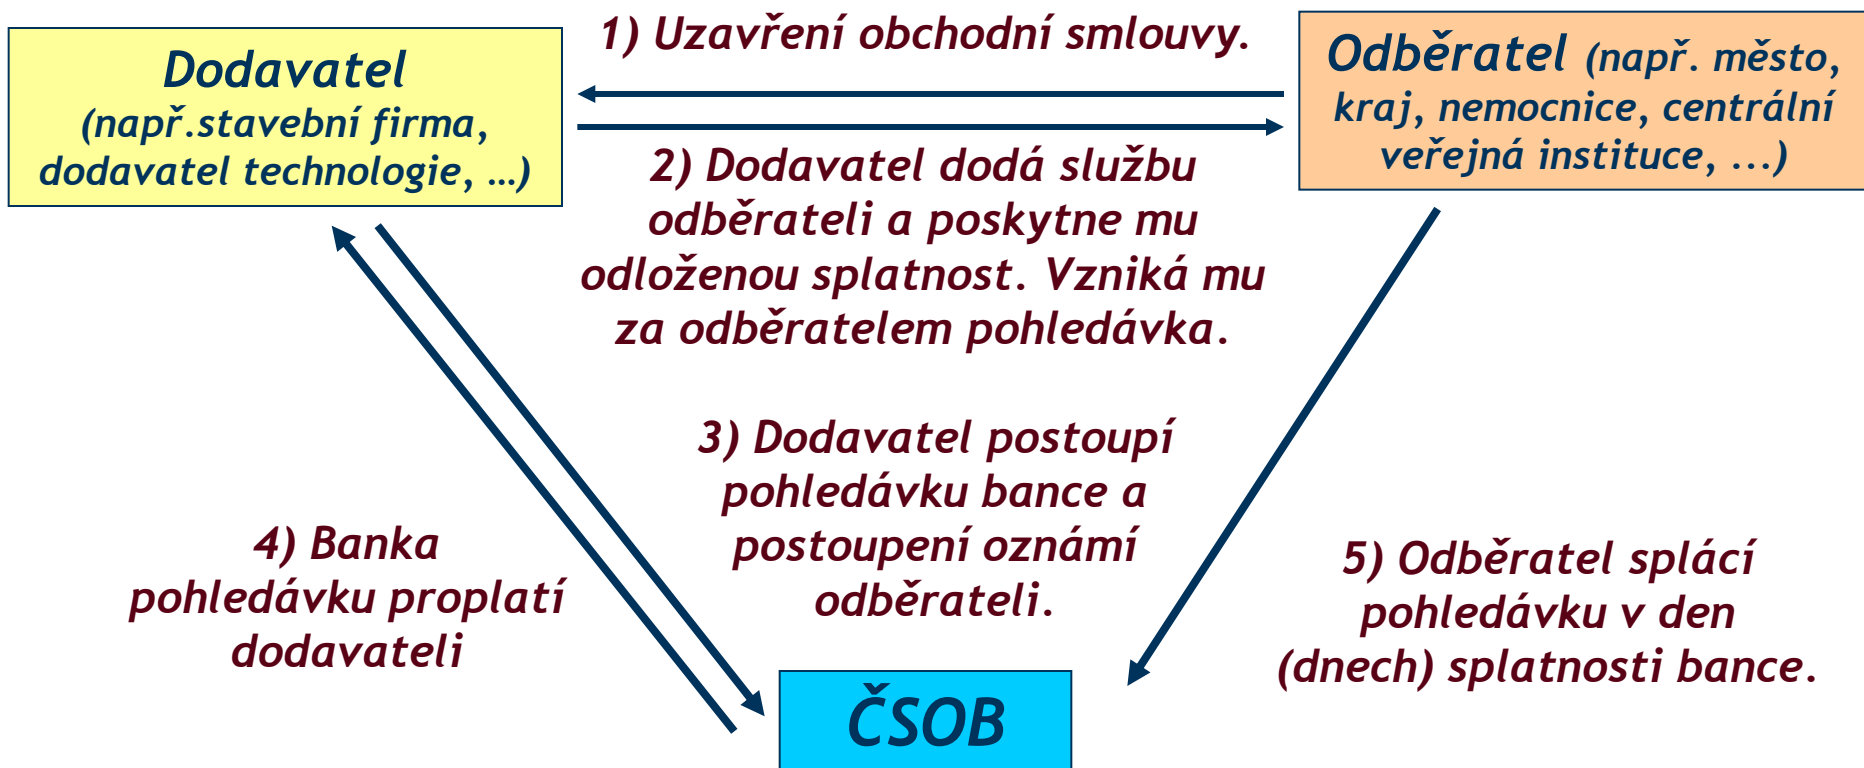 1) Uzavření obchodní smlouvy.
Dodavatel
(např.stavební firma,
dodavatel technologie, …)
Odběratel (např. město,
kraj, nemocnice, centrální
veřejná instituce, ...)
2) Dodavatel dodá službu
odběrateli a poskytne mu
odloženou splatnost. Vzniká mu
za odběratelem pohledávka.
3) Dodavatel postoupí
pohledávku bance a
postoupení oznámí
odběrateli.
4) Banka
pohledávku proplatí
dodavateli
5) Odběratel splácí
pohledávku v den
(dnech) splatnosti bance.
ČSOB